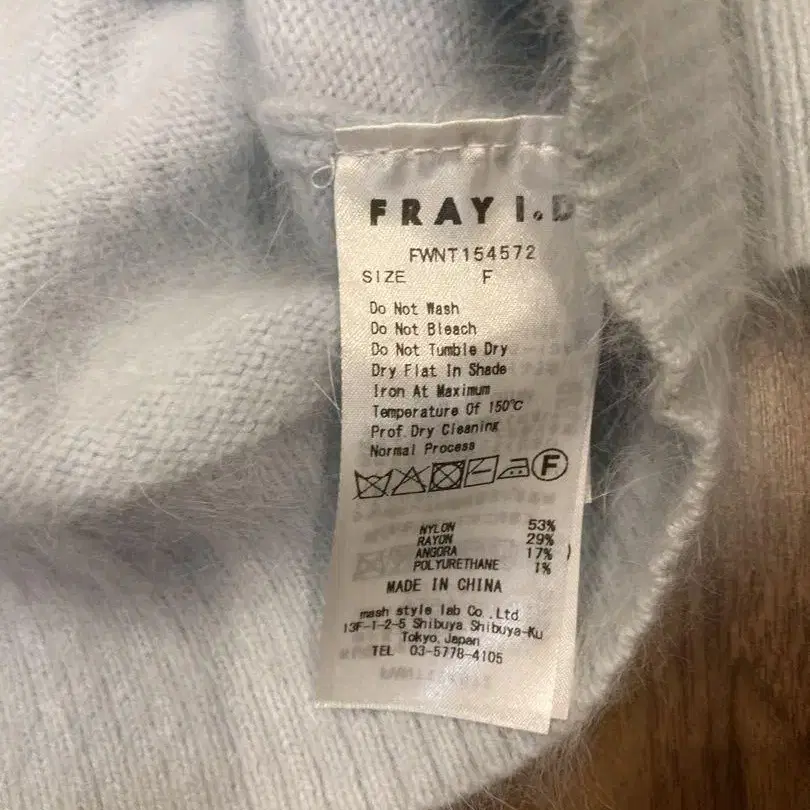 FRAY I.D
FWNT154572
SIZE F
Do Not Wash
Do Not Bleach
Do Not Tumble Dry
Dry Flat In Shade
Iron At Maximum
Temperature Of 150℃
Prof.Dry Cleaning
Normal Process
F
NYLON 53%
RAYON 29%
ANGORA 17%
POLYURETHANE 1%
MADE IN CHINA
mash style lab Co.,Ltd
13F-1-2-5 Shibuya Shibuya-Ku
Tokyo,Japan
TEL 03-5778-4105